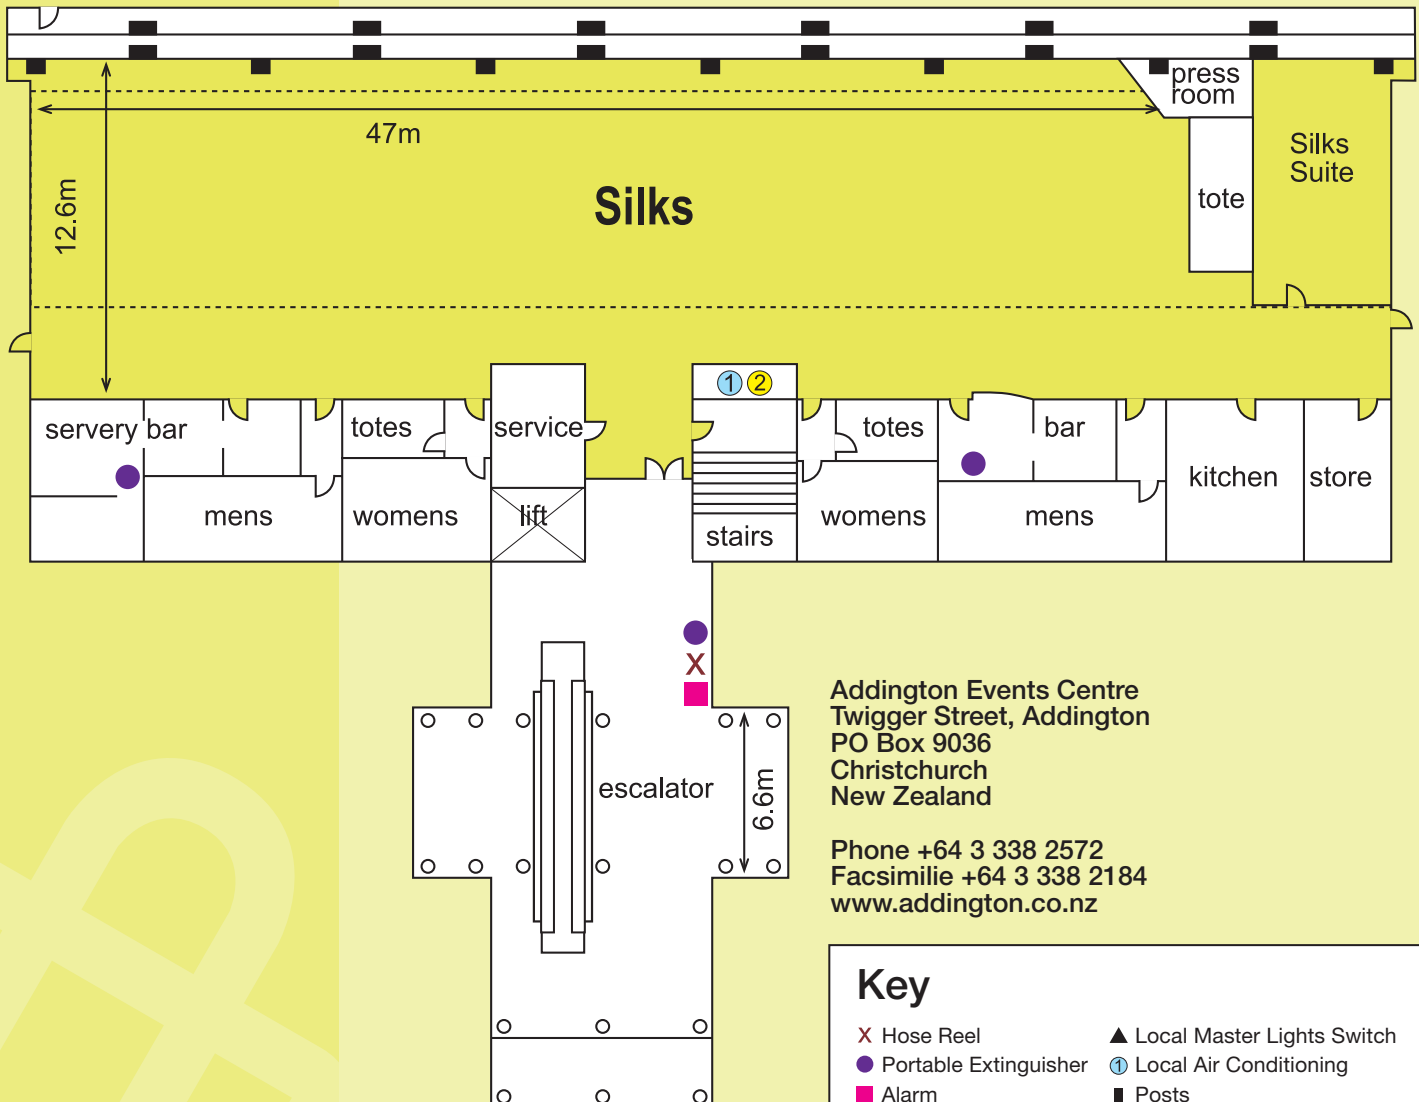 press
room
47m
Silks
Suite
12.6m
Silks
tote
1 2
servery bar
totes
service
totes
bar
kitchen
store
mens
womens
lift
stairs
womens
mens
escalator
6.6m
X
Addington Events Centre
Twigger Street, Addington
PO Box 9036
Christchurch
New Zealand
Phone +64 3 338 2572
Facsimilie +64 3 338 2184
www.addington.co.nz
Key
X Hose Reel
Portable Extinguisher
Alarm
Local Master Lights Switch
1 Local Air Conditioning
Posts